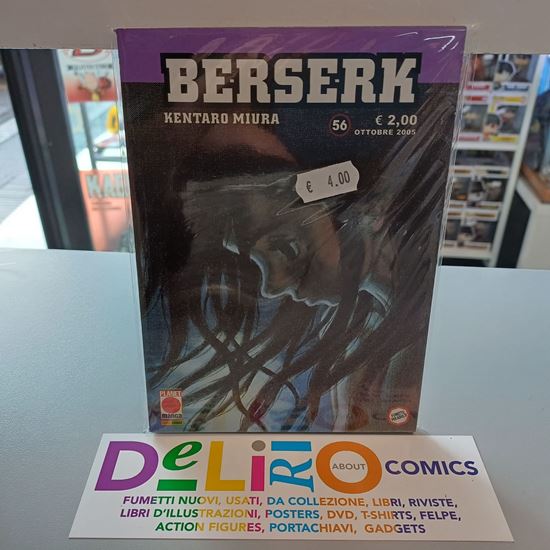 BERSERK
KENTARO MIURA
56
€ 2,00
OTTOBRE 2005
€ 4.00
PLANET
manga
DeLiRiO
ABOUT
COMICS
FUMETTI NUOVI, USATI, DA COLLEZIONE, LIBRI, RIVISTE,
LIBRI D'ILLUSTRAZIONI, POSTERS, DVD, T-SHIRTS, FELPE,
ACTION FIGURES, PORTACHIAVI, GADGETS